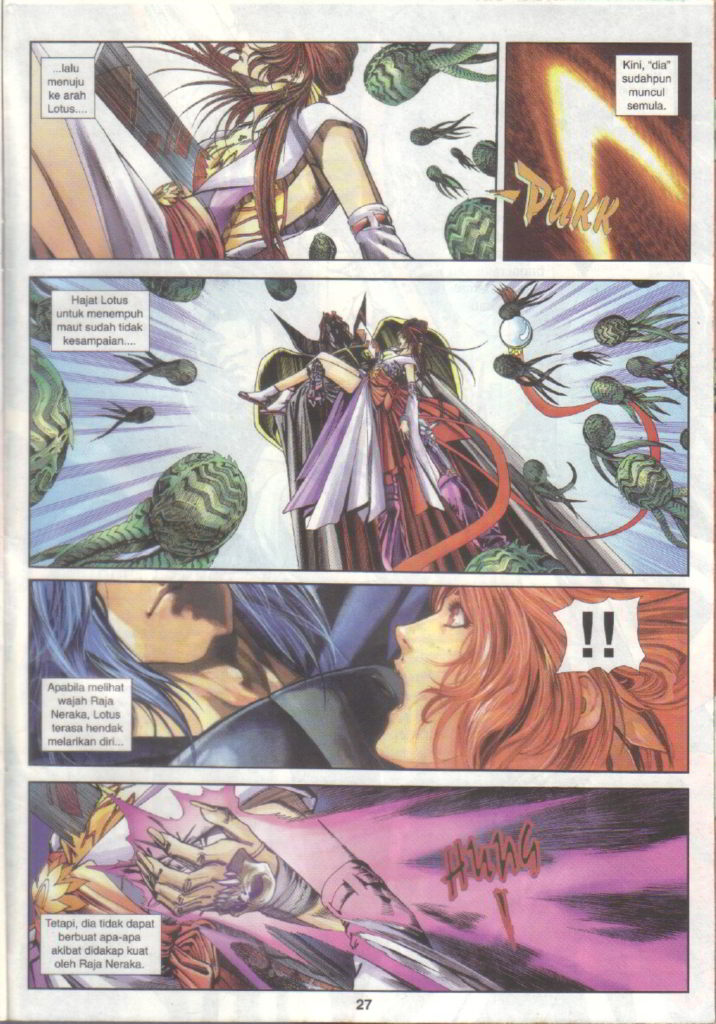 ...lalu
menuju
ke arah
Lotus....
Kini, "dia"
sudahpun
muncul
semula.
DUKK
Hajat Lotus
untuk menempuh
maut sudah tidak
kesampaian....
!!
Apabila melihat
wajah Raja
Neraka, Lotus
terasa hendak
melarikan diri...
HUNG
!
Tetapi, dia tidak dapat
berbuat apa-apa
akibat didakap kuat
oleh Raja Neraka.
27